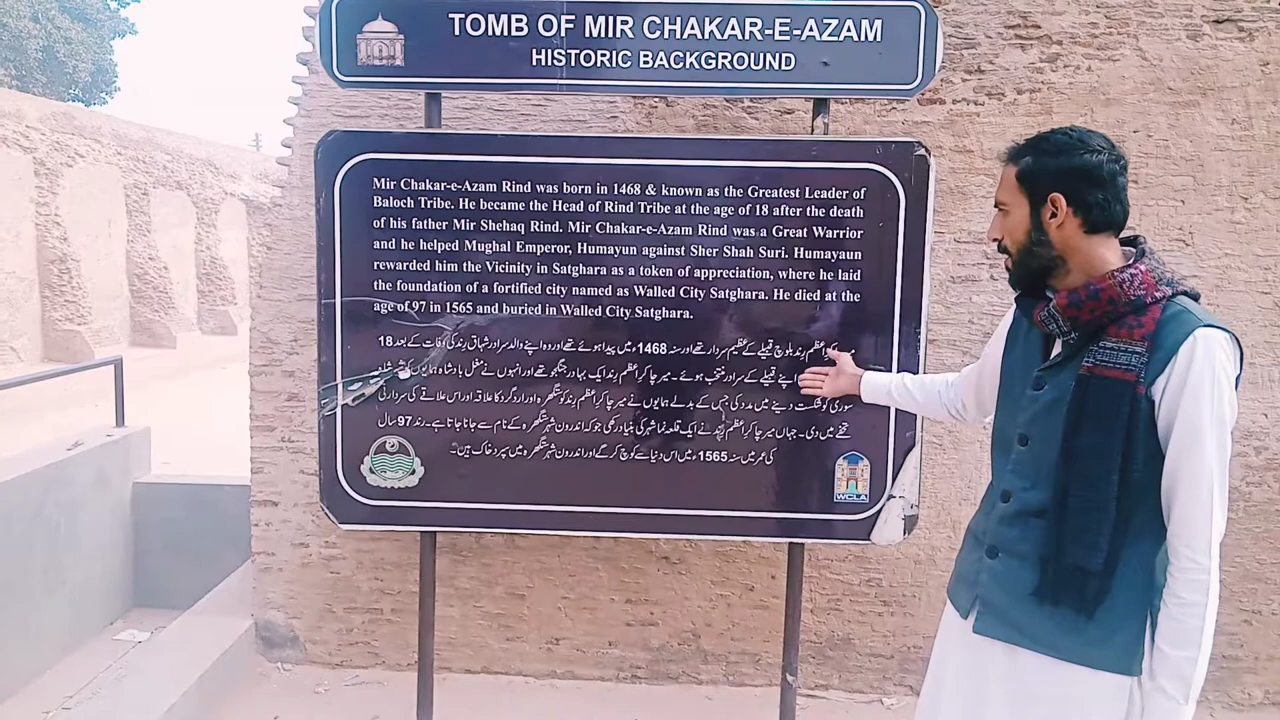 TOMB OF MIR CHAKAR-E-AZAM
HISTORIC BACKGROUND
Mir Chakar-e-Azam Rind was born in 1468 & known as the Greatest Leader of
Baloch Tribe. He became the Head of Rind Tribe at the age of 18 after the death
of his father Mir Shehaq Rind. Mir Chakar-e-Azam Rind was a Great Warrior
and he helped Mughal Emperor, Humayun against Sher Shah Suri. Humayaun
rewarded him the Vicinity in Satghara as a token of appreciation, where he laid
the foundation of a fortified city named as Walled City Satghara. He died at the
age of 97 in 1565 and buried in Walled City Satghara.
اعظم رند بلوچ قبیلے کے عظیم سردار تھے اور سنہ 1468ء میں پیدا ہوئے تھے اور وہ اپنے والد سردار شہاق رند کی وفات کے بعد 18
اپنے قبیلے کے سردار منتخب ہوئے۔ میر چاکر اعظم رند ایک بہادر جنگجو تھے اور انہوں نے مغل بادشاہ ہمایوں کو
سوری کو شکست دینے میں مدد کی جس کے بدلے ہمایوں نے میر چاکر اعظم رند کو ستگھرہ اور اردگرد کا علاقہ اور اس علاقے کی سرداری
تحفے میں دی۔ جہاں میر چاکر اعظم رند نے ایک قلعہ نما شہر کی بنیاد رکھی جو کہ اندرون شہر ستگھرہ کے نام سے جانا جاتا ہے۔ رند 97 سال
کی عمر میں سنہ 1565ء میں اس دنیا سے کوچ کر گے اور اندرون شہر ستگھرہ میں سپرد خاک ہیں۔
WCLA